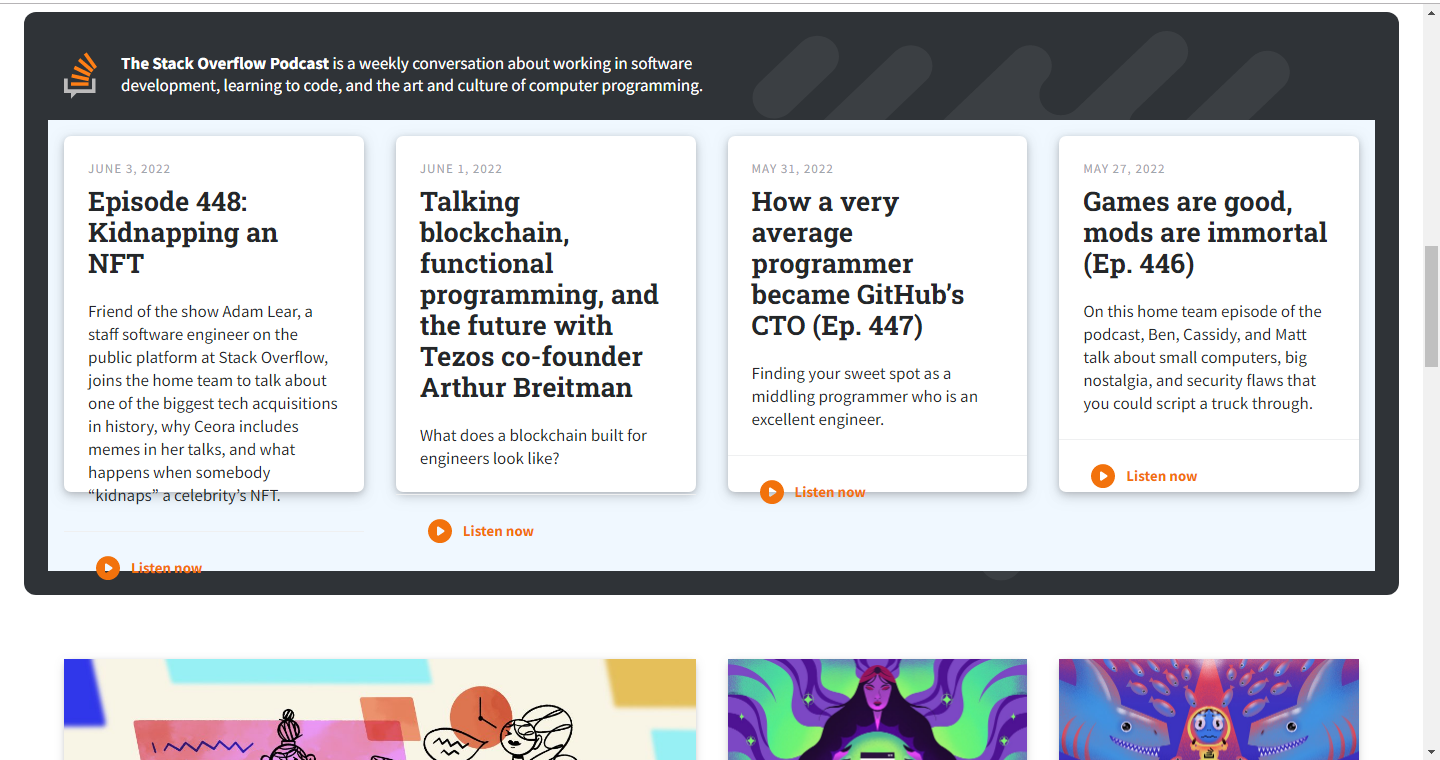 The Stack Overflow Podcast is a weekly conversation about working in software
development, learning to code, and the art and culture of computer programming.
JUNE 3, 2022
Episode 448:
Kidnapping an
NFT
Friend of the show Adam Lear, a
staff software engineer on the
public platform at Stack Overflow,
joins the home team to talk about
one of the biggest tech acquisitions
in history, why Ceora includes
memes in her talks, and what
happens when somebody
“kidnaps” a celebrity’s NFT.
Listen now
JUNE 1, 2022
Talking
blockchain,
functional
programming, and
the future with
Tezos co-founder
Arthur Breitman
What does a blockchain built for
engineers look like?
Listen now
MAY 31, 2022
How a very
average
programmer
became GitHub’s
CTO (Ep. 447)
Finding your sweet spot as a
middling programmer who is an
excellent engineer.
Listen now
MAY 27, 2022
Games are good,
mods are immortal
(Ep. 446)
On this home team episode of the
podcast, Ben, Cassidy, and Matt
talk about small computers, big
nostalgia, and security flaws that
you could script a truck through.
Listen now